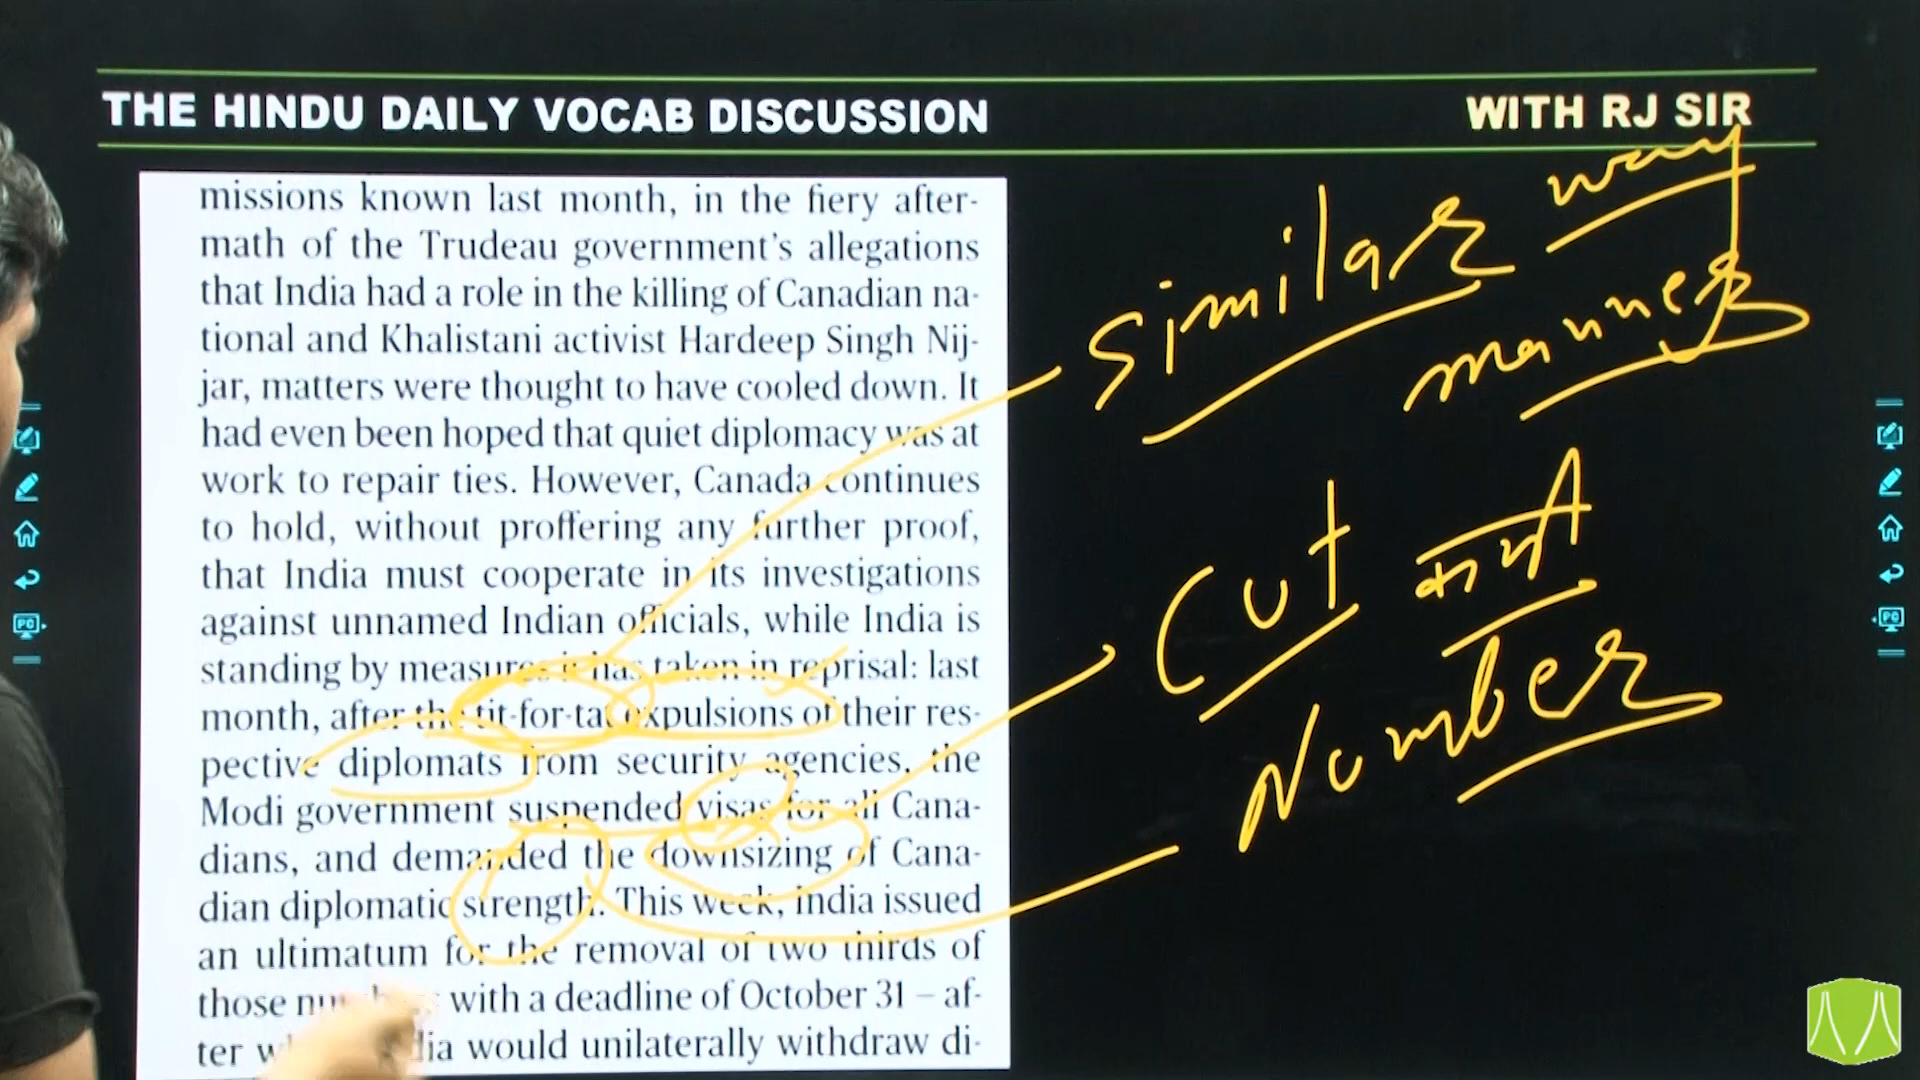 THE HINDU DAILY VOCAB DISCUSSION
WITH RJ SIR
missions known last month, in the fiery after-
math of the Trudeau government's allegations
that India had a role in the killing of Canadian na-
tional and Khalistani activist Hardeep Singh Nij-
jar, matters were thought to have cooled down. It
had even been hoped that quiet diplomacy was at
work to repair ties. However, Canada continues
to hold, without proffering any further proof,
that India must cooperate in its investigations
against unnamed Indian officials, while India is
standing by measures it has taken in reprisal: last
month, after the tit-for-tat expulsions of their res-
pective diplomats from security agencies, the
Modi government suspended visas for all Cana-
dians, and demanded the downsizing of Cana-
dian diplomatic strength. This week, India issued
an ultimatum for the removal of two thirds of
those with a deadline of October 31 – af-
ter would unilaterally withdraw di-
similar way
manner
Cut
Number
PC
PC